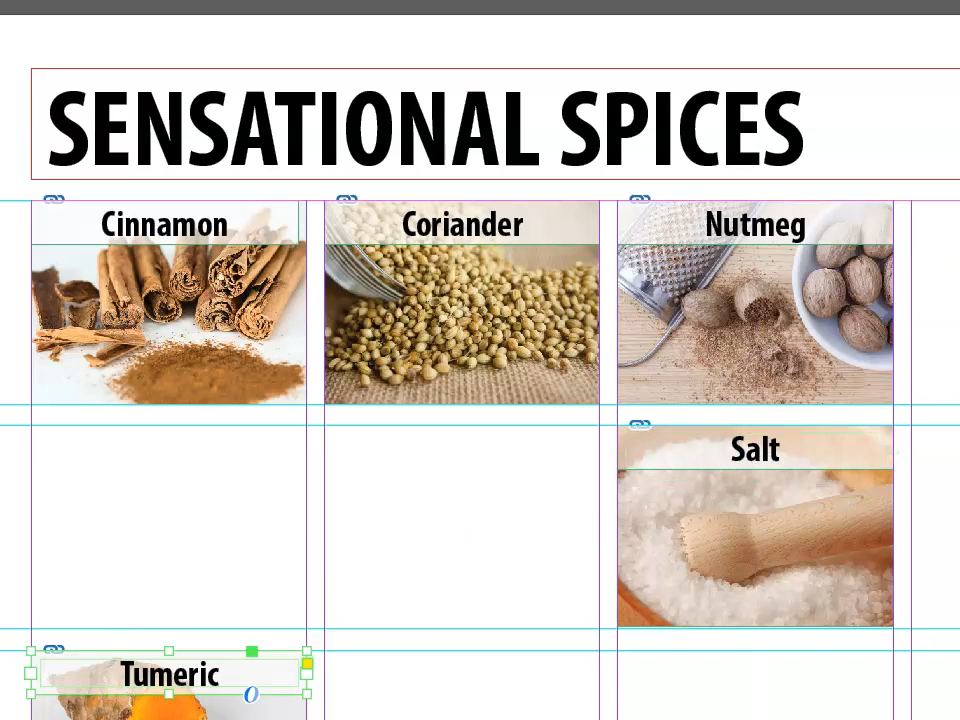 SENSATIONAL SPICES
Cinnamon
Coriander
Nutmeg
Salt
Tumeric